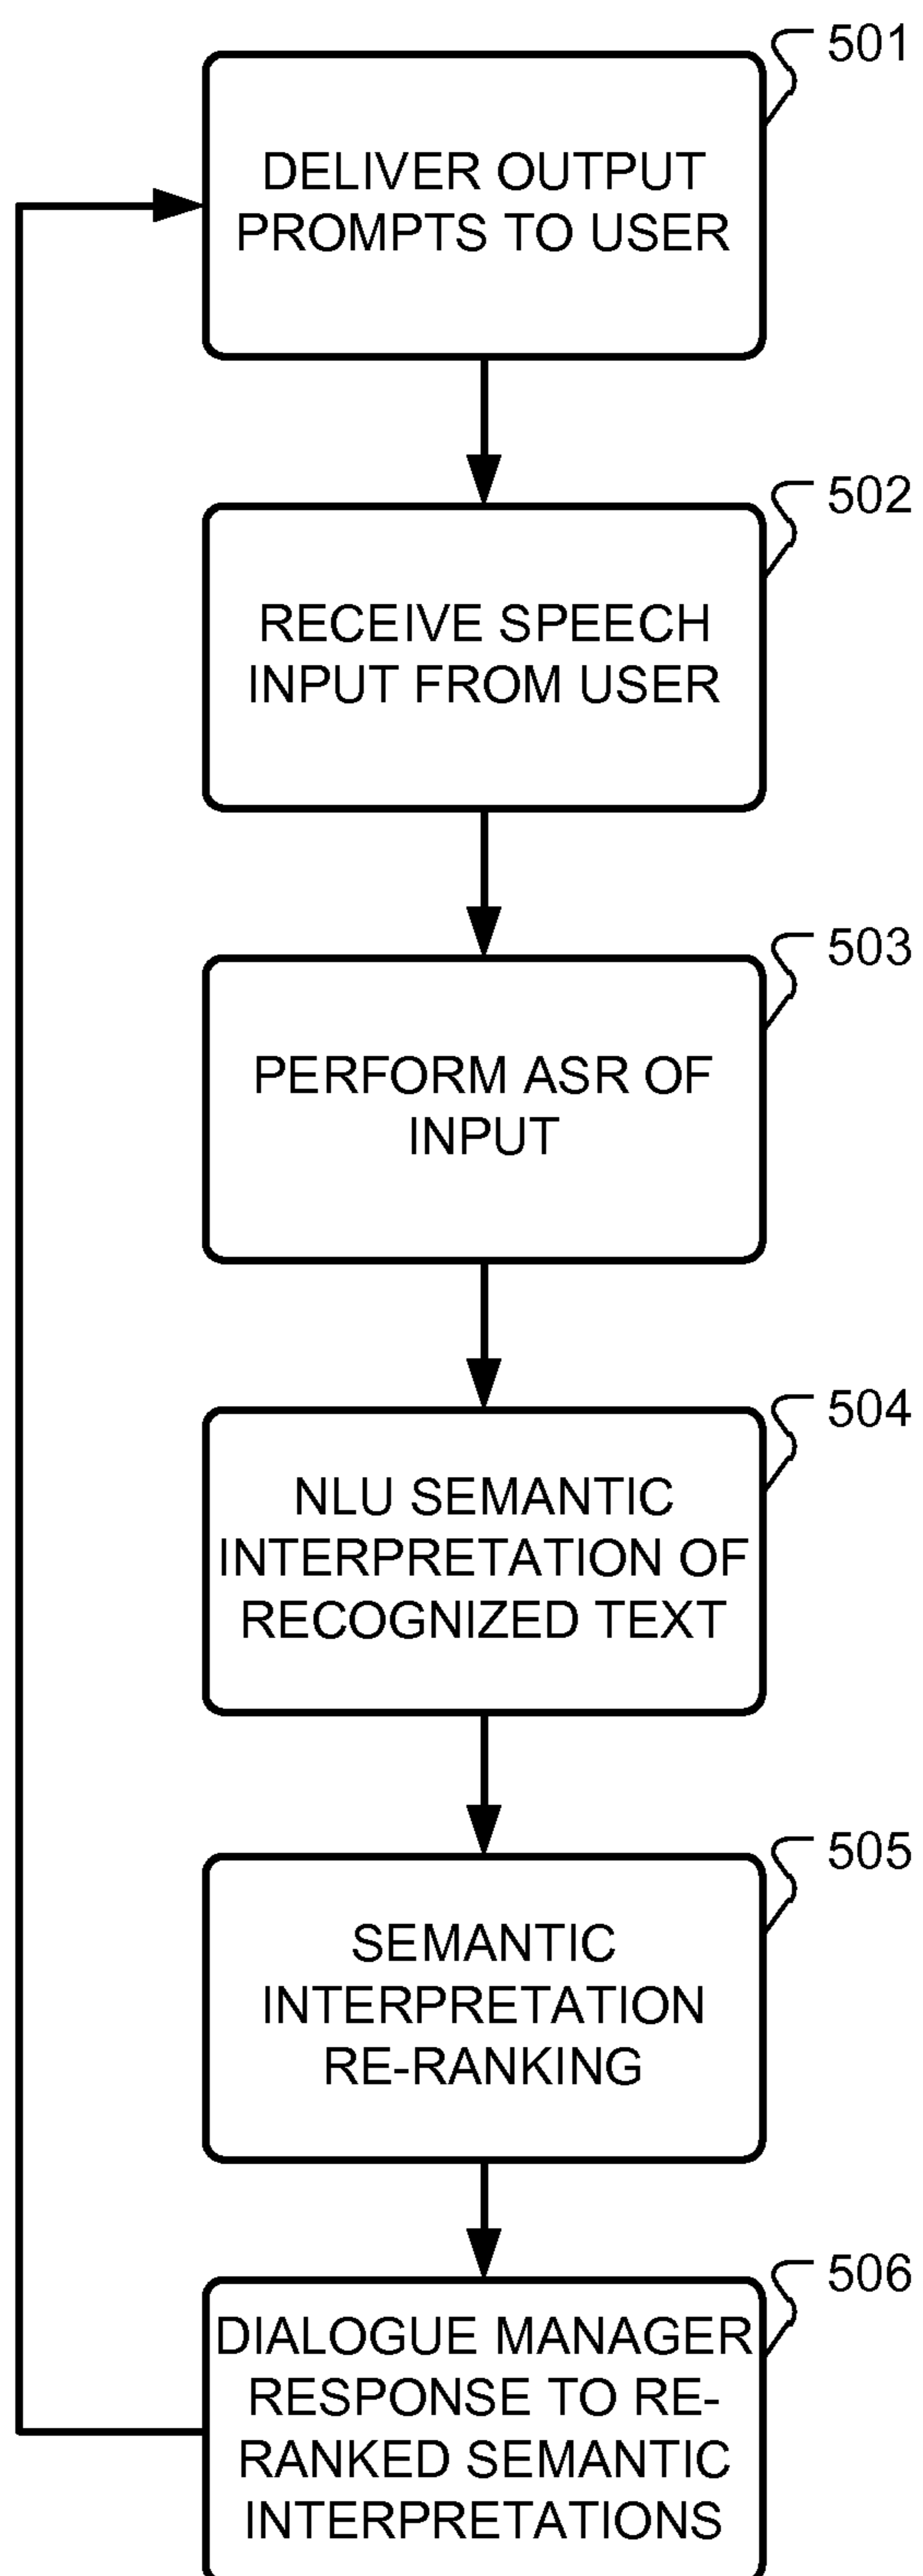 501
DELIVER OUTPUT
PROMPTS TO USER
502
RECEIVE SPEECH
INPUT FROM USER
503
PERFORM ASR OF
INPUT
504
NLU SEMANTIC
INTERPRETATION OF
RECOGNIZED TEXT
505
SEMANTIC
INTERPRETATION
RE-RANKING
506
DIALOGUE MANAGER
RESPONSE TO RE-
RANKED SEMANTIC
INTERPRETATIONS